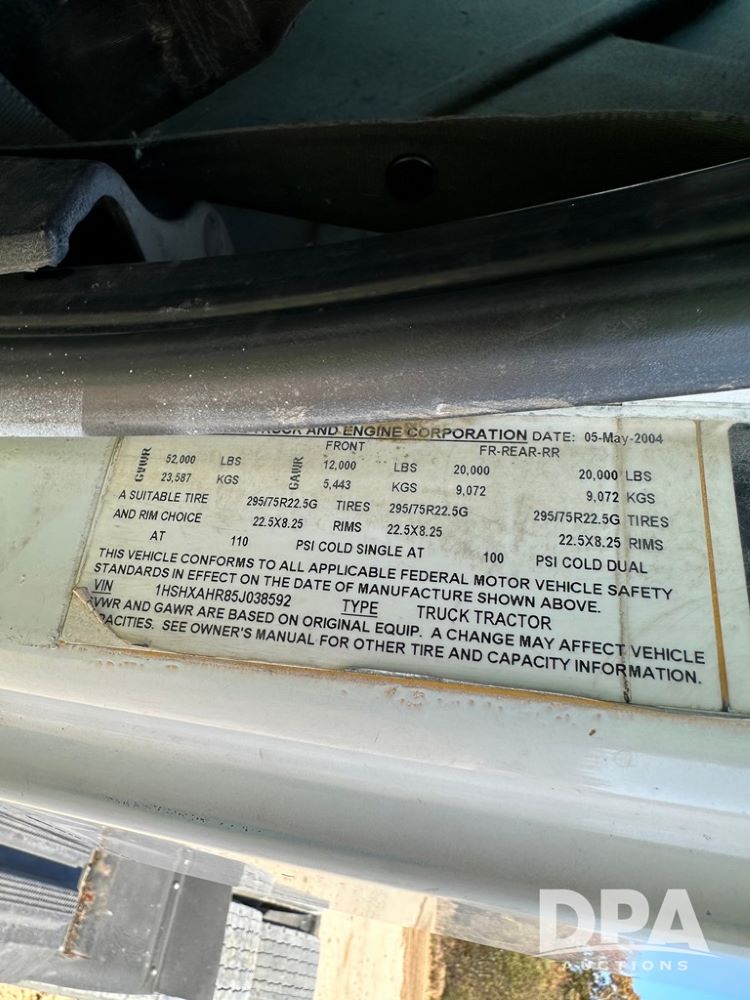 TRUCK AND ENGINE CORPORATION DATE: 05-May-2004
FRONT FR-REAR-RR
GVWR 52,000 LBS GAWR 12,000 LBS 20,000 20,000 LBS
23,587 KGS 5,443 KGS 9,072 9,072 KGS
A SUITABLE TIRE 295/75R22.5G TIRES 295/75R22.5G 295/75R22.5G TIRES
AND RIM CHOICE 22.5X8.25 RIMS 22.5X8.25 22.5X8.25 RIMS
AT 110 PSI COLD SINGLE AT 100 PSI COLD DUAL
THIS VEHICLE CONFORMS TO ALL APPLICABLE FEDERAL MOTOR VEHICLE SAFETY
STANDARDS IN EFFECT ON THE DATE OF MANUFACTURE SHOWN ABOVE.
VIN 1HSHXAHR85J038592 TYPE TRUCK TRACTOR
GVWR AND GAWR ARE BASED ON ORIGINAL EQUIP. A CHANGE MAY AFFECT VEHICLE
PACITIES. SEE OWNER'S MANUAL FOR OTHER TIRE AND CAPACITY INFORMATION.
DPA
AUCTIONS